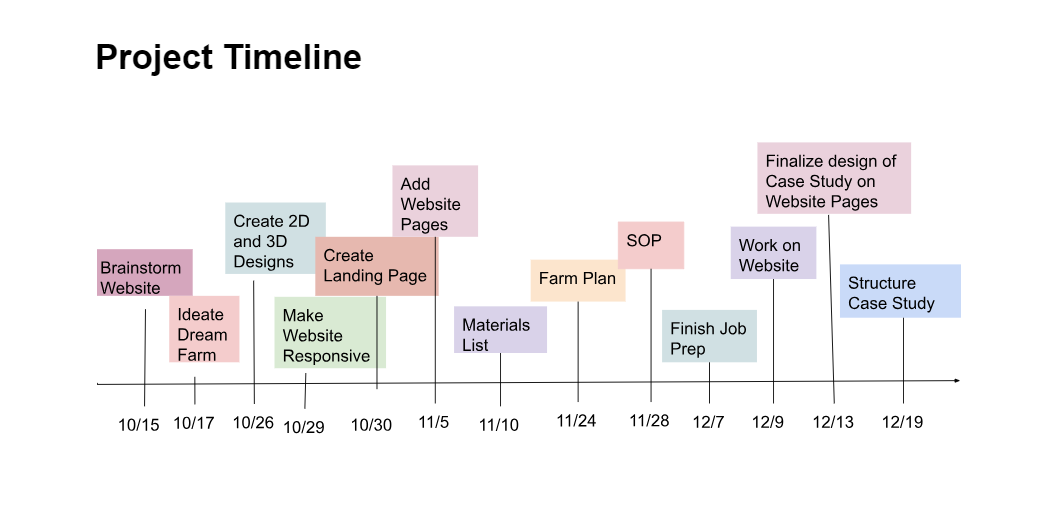 Project Timeline
Brainstorm
Website
Ideate
Dream
Farm
Create 2D
and 3D
Designs
Make
Website
Responsive
Create
Landing Page
Add
Website
Pages
Materials
List
Farm Plan
SOP
Finish Job
Prep
Work on
Website
Finalize design of
Case Study on
Website Pages
Structure
Case Study
10/15
10/17
10/26
10/29
10/30
11/5
11/10
11/24
11/28
12/7
12/9
12/13
12/19